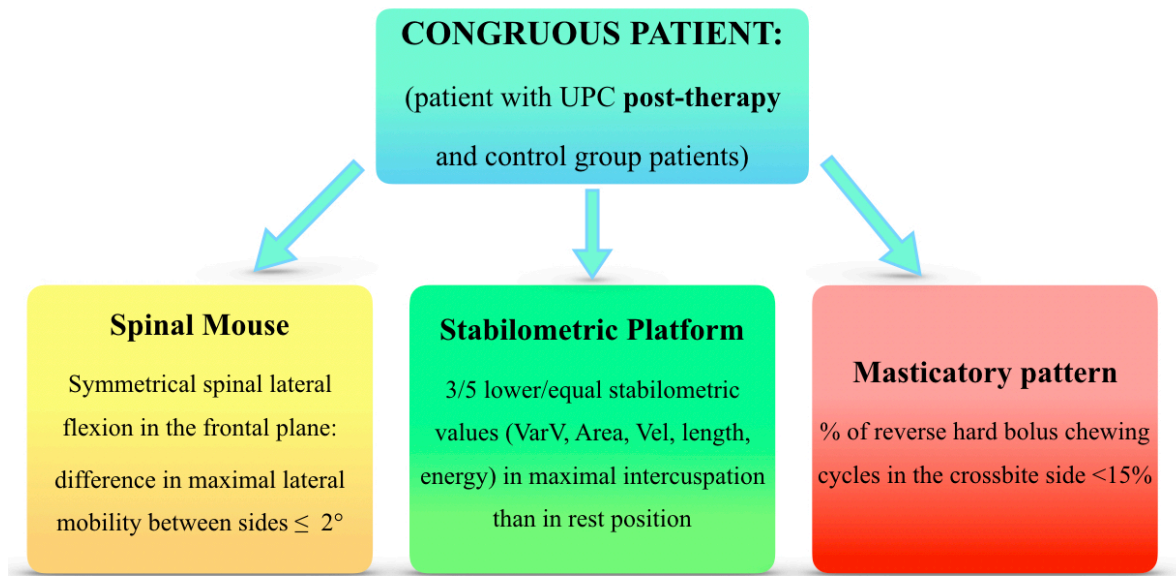 CONGRUOUS PATIENT:
(patient with UPC post-therapy
and control group patients)
Spinal Mouse
Symmetrical spinal lateral
flexion in the frontal plane:
difference in maximal lateral
mobility between sides ≤ 2°
Stabilometric Platform
3/5 lower/equal stabilometric
values (VarV, Area, Vel, length,
energy) in maximal intercuspation
than in rest position
Masticatory pattern
% of reverse hard bolus chewing
cycles in the crossbite side <15%